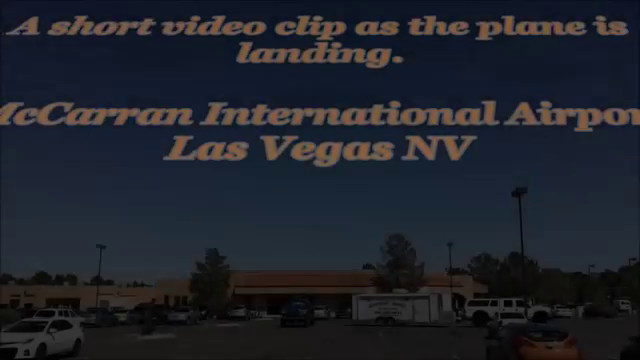 A short video clip as the plane is
landing.
McCarran International Airpor
Las Vegas NV